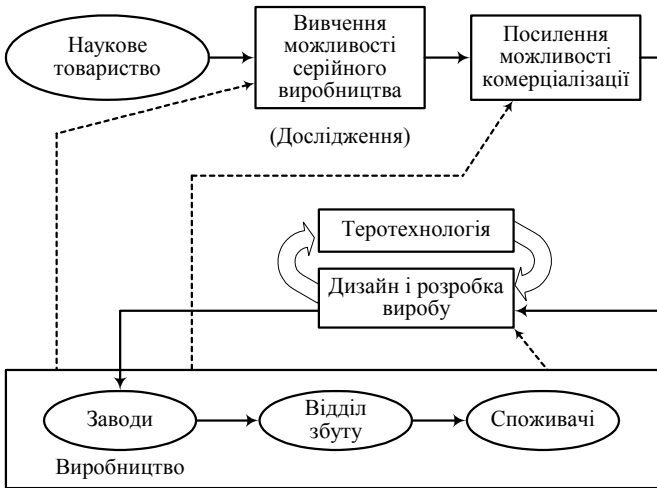 Наукове
товариство
Вивчення
можливості
серійного
виробництва
Посилення
можливості
комерціалізації
(Дослідження)
Теротехнологія
Дизайн і розробка
виробу
Заводи
Відділ
збуту
Споживачі
Виробництво